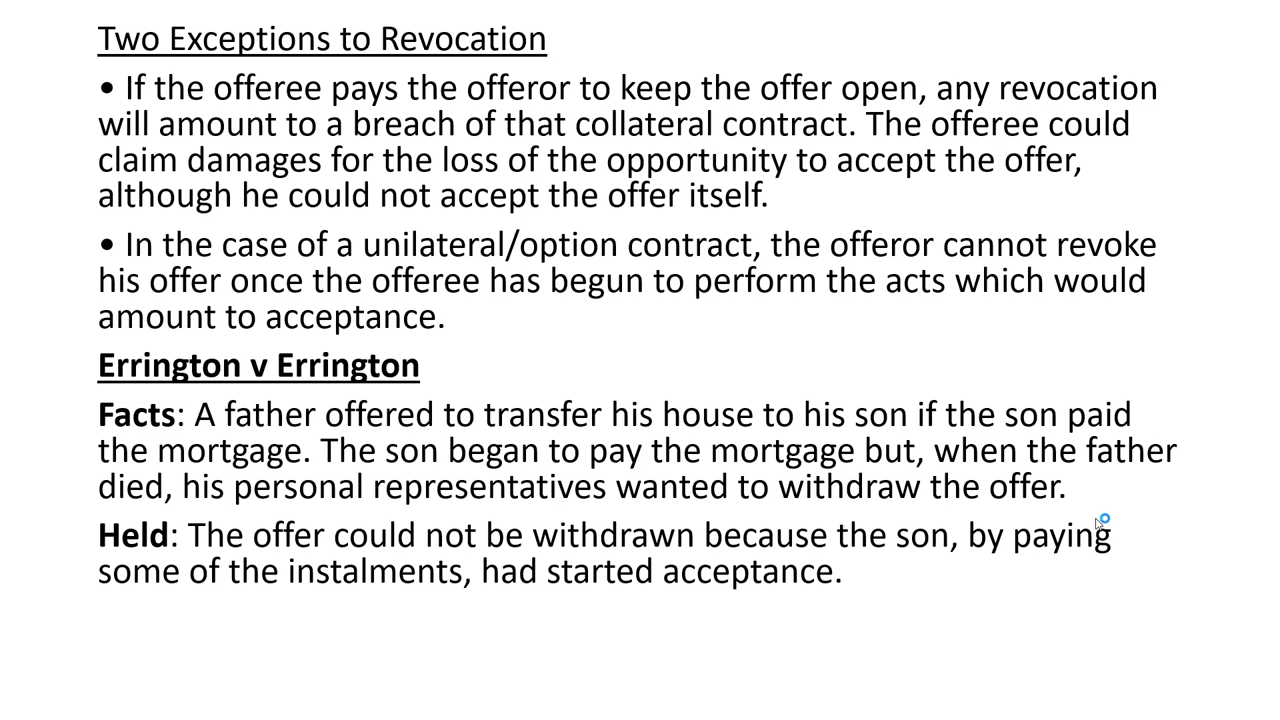 Two Exceptions to Revocation
• If the offeree pays the offeror to keep the offer open, any revocation
will amount to a breach of that collateral contract. The offeree could
claim damages for the loss of the opportunity to accept the offer,
although he could not accept the offer itself.
• In the case of a unilateral/option contract, the offeror cannot revoke
his offer once the offeree has begun to perform the acts which would
amount to acceptance.
Errington v Errington
Facts: A father offered to transfer his house to his son if the son paid
the mortgage. The son began to pay the mortgage but, when the father
died, his personal representatives wanted to withdraw the offer.
Held: The offer could not be withdrawn because the son, by paying
some of the instalments, had started acceptance.